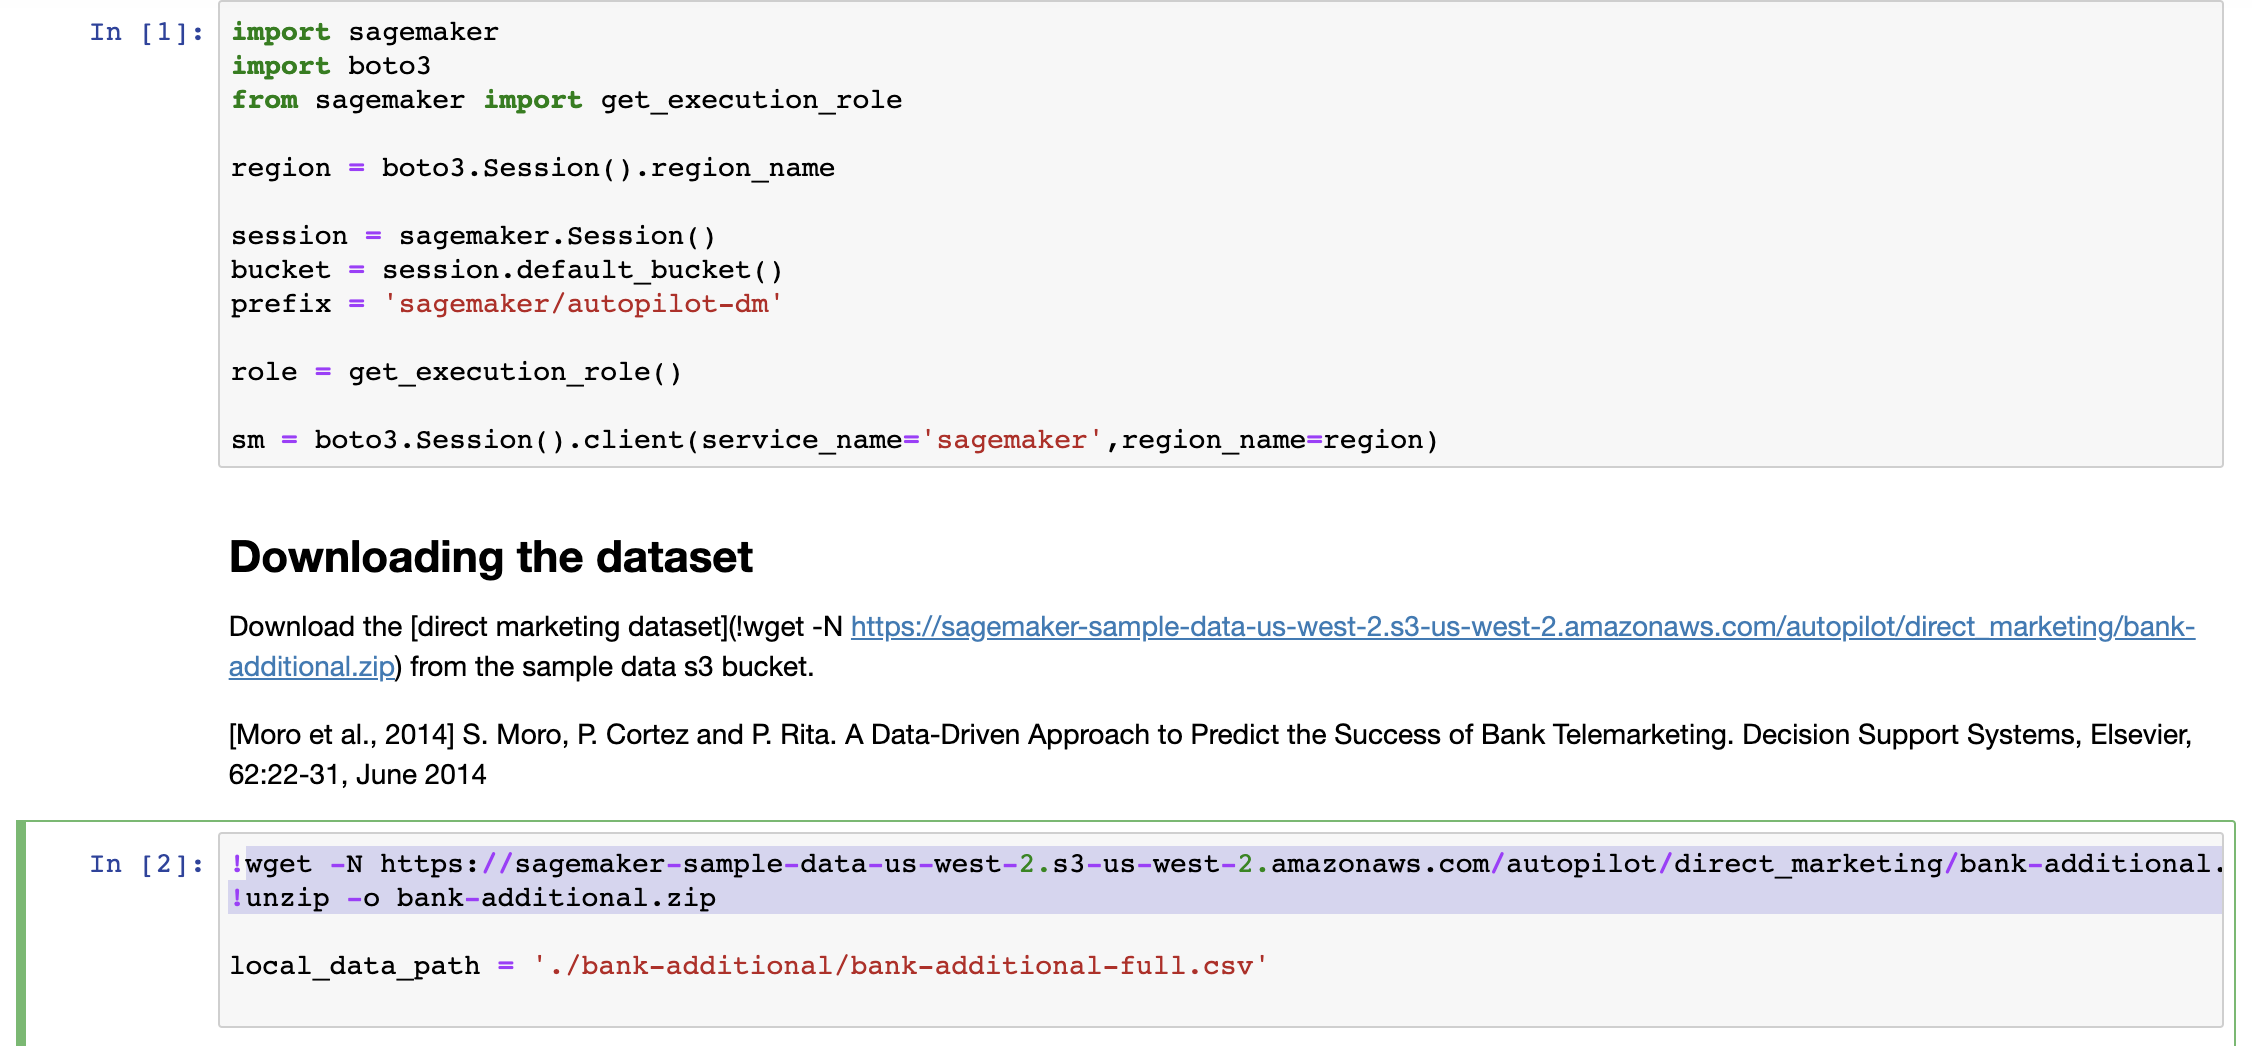 In [1]: import sagemaker
import boto3
from sagemaker import get_execution_role
region = boto3.Session().region_name
session = sagemaker.Session()
bucket = session.default_bucket()
prefix = 'sagemaker/autopilot-dm'
role = get_execution_role()
sm = boto3.Session().client(service_name='sagemaker',region_name=region)
Downloading the dataset
Download the [direct marketing dataset](!wget -N https://sagemaker-sample-data-us-west-2.s3-us-west-2.amazonaws.com/autopilot/direct_marketing/bank-
additional.zip) from the sample data s3 bucket.
[Moro et al., 2014] S. Moro, P. Cortez and P. Rita. A Data-Driven Approach to Predict the Success of Bank Telemarketing. Decision Support Systems, Elsevier,
62:22-31, June 2014
In [2]: !wget -N https://sagemaker-sample-data-us-west-2.s3-us-west-2.amazonaws.com/autopilot/direct_marketing/bank-additional.
!unzip -o bank-additional.zip
local_data_path = './bank-additional/bank-additional-full.csv'